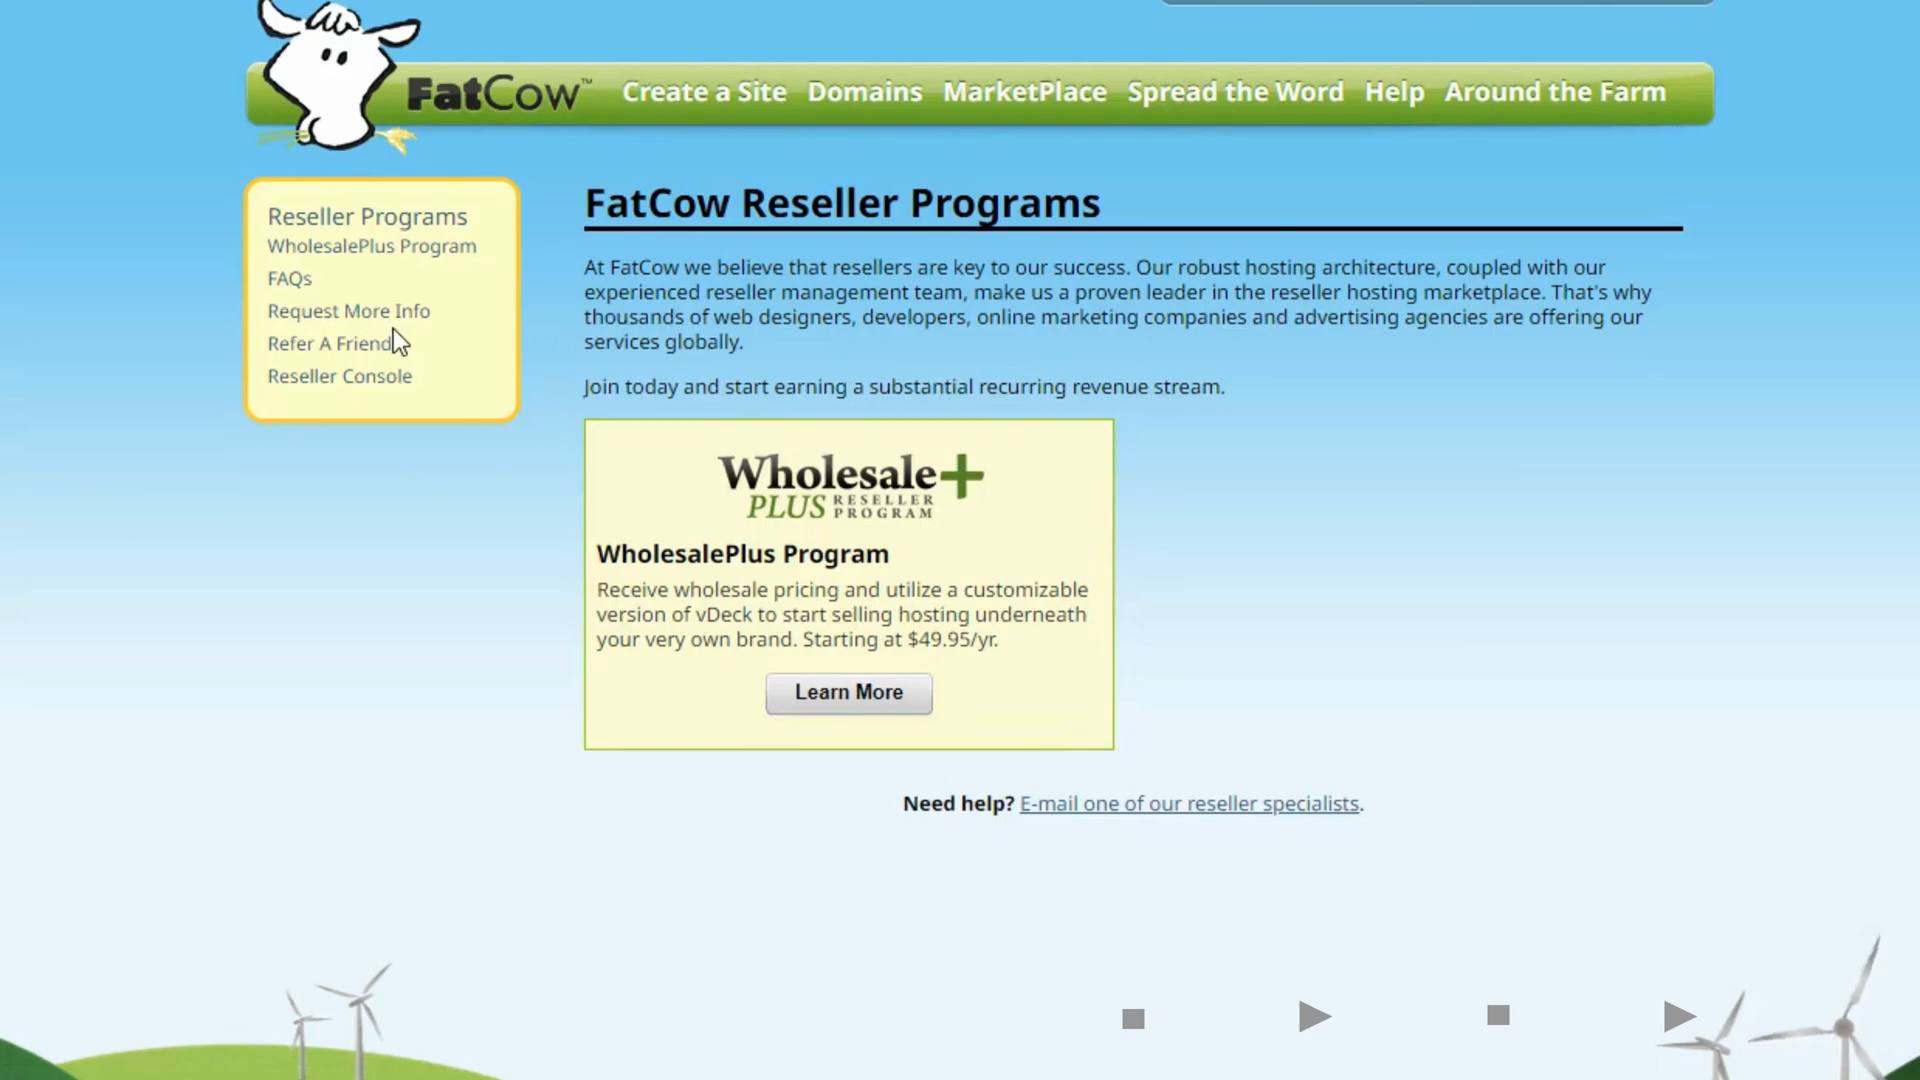 FatCow™
Create a Site Domains MarketPlace Spread the Word Help Around the Farm
Reseller Programs
WholesalePlus Program
FAQs
Request More Info
Refer A Friend
Reseller Console
FatCow Reseller Programs
At FatCow we believe that resellers are key to our success. Our robust hosting architecture, coupled with our
experienced reseller management team, make us a proven leader in the reseller hosting marketplace. That's why
thousands of web designers, developers, online marketing companies and advertising agencies are offering our
services globally.
Join today and start earning a substantial recurring revenue stream.
Wholesale+
PLUS RESELLER
PROGRAM
WholesalePlus Program
Receive wholesale pricing and utilize a customizable
version of vDeck to start selling hosting underneath
your very own brand. Starting at $49.95/yr.
Learn More
Need help? E-mail one of our reseller specialists.